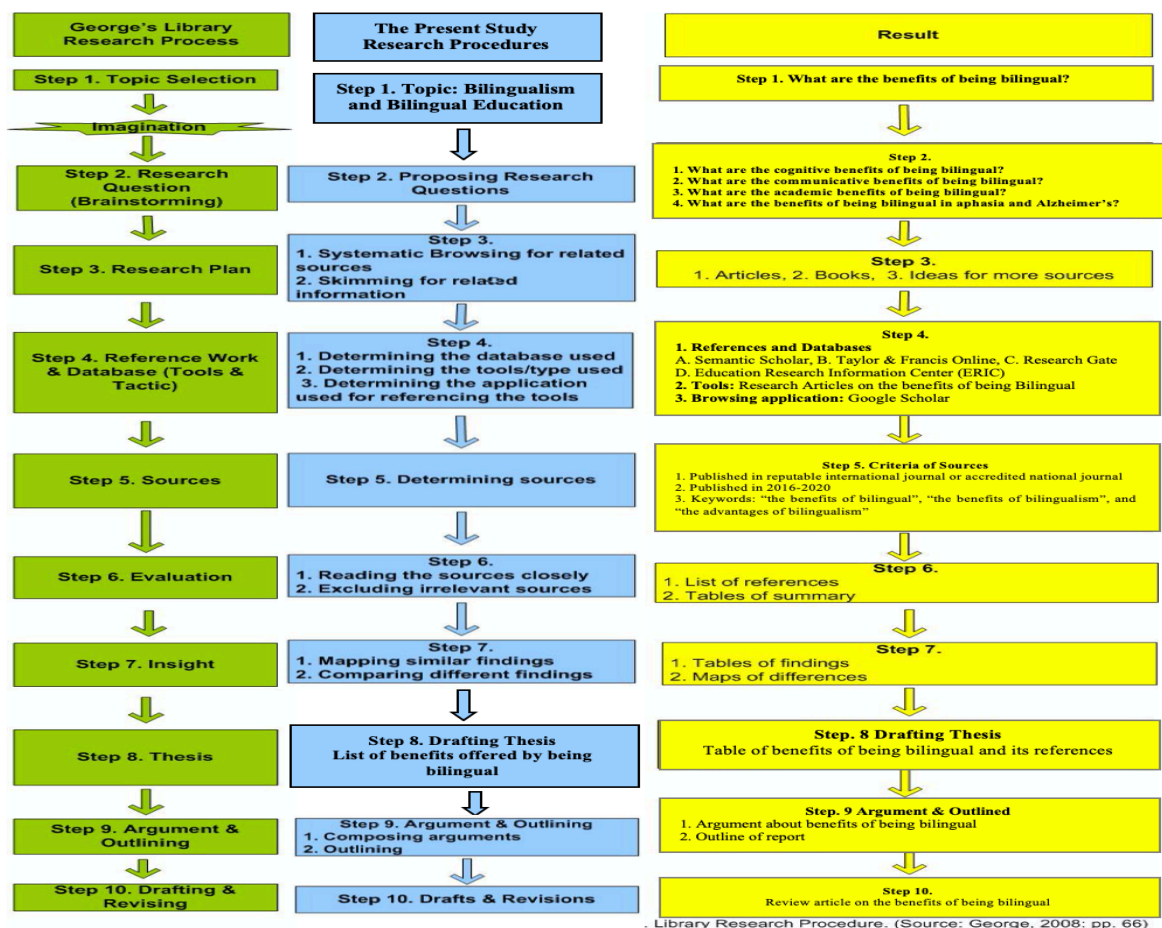 George's Library
Research Process
Step 1. Topic Selection
Imagination
Step 2. Research
Question
(Brainstorming)
Step 3. Research Plan
Step 4. Reference Work
& Database (Tools &
Tactic)
Step 5. Sources
Step 6. Evaluation
Step 7. Insight
Step 8. Thesis
Step 9. Argument &
Outlining
Step 10. Drafting &
Revising
The Present Study
Research Procedures
Step 1. Topic: Bilingualism
and Bilingual Education
Step 2. Proposing Research
Questions
Step 3.
1. Systematic Browsing for related
sources
2. Skimming for related
information
Step 4.
1. Determining the database used
2. Determining the tools/type used
3. Determining the application
used for referencing the tools
Step 5. Determining sources
Step 6.
1. Reading the sources closely
2. Excluding irrelevant sources
Step 7.
1. Mapping similar findings
2. Comparing different findings
Step 8. Drafting Thesis
List of benefits offered by being
bilingual
Step 9. Argument & Outlining
1. Composing arguments
2. Outlining
Step 10. Drafts & Revisions
Result
Step 1. What are the benefits of being bilingual?
Step 2.
1. What are the cognitive benefits of being bilingual?
2. What are the communicative benefits of being bilingual?
3. What are the academic benefits of being bilingual?
4. What are the benefits of being bilingual in aphasia and Alzheimer's?
Step 3.
1. Articles, 2. Books, 3. Ideas for more sources
Step 4.
1. References and Databases
A. Semantic Scholar, B. Taylor & Francis Online, C. Research Gate
D. Education Research Information Center (ERIC)
2. Tools: Research Articles on the benefits of being Bilingual
3. Browsing application: Google Scholar
Step 5. Criteria of Sources
1. Published in reputable international journal or accredited national journal
2. Published in 2016-2020
3. Keywords: "the benefits of bilingual", "the benefits of bilingualism", and
"the advantages of bilingualism"
Step 6.
1. List of references
2. Tables of summary
Step 7.
1. Tables of findings
2. Maps of differences
Step. 8 Drafting Thesis
Table of benefits of being bilingual and its references
Step. 9 Argument & Outlined
1. Argument about benefits of being bilingual
2. Outline of report
Step 10.
Review article on the benefits of being bilingual
. Library Research Procedure. (Source: George, 2008: pp. 66)